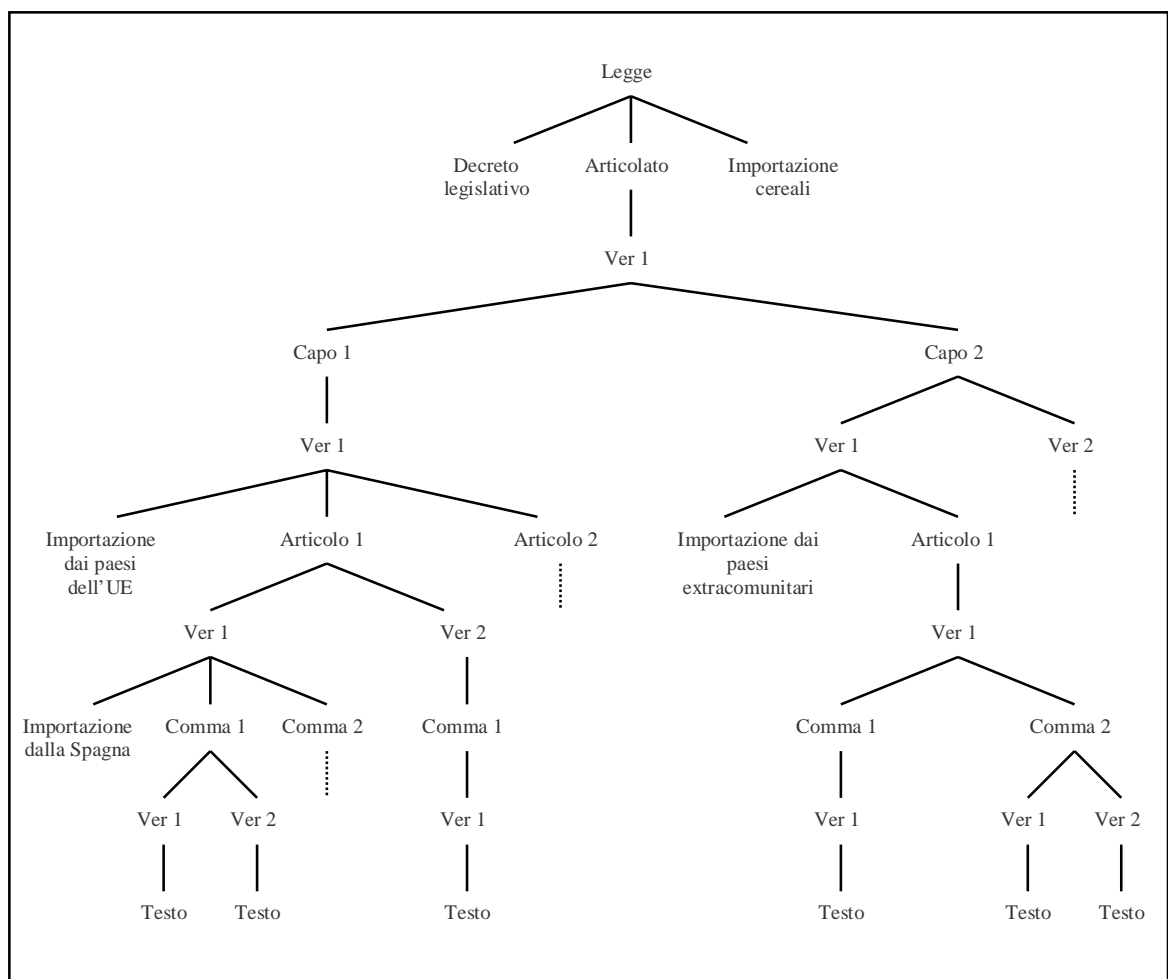 Legge
Decreto
legislativo
Articolato
Importazione
cereali
Ver 1
Capo 1
Capo 2
Ver 1
Ver 1
Ver 2
Importazione
dai paesi
dell’UE
Articolo 1
Articolo 2
Importazione dai
paesi
extracomunitari
Articolo 1
Ver 1
Ver 2
Ver 1
Importazione
dalla Spagna
Comma 1
Comma 2
Comma 1
Comma 1
Comma 2
Ver 1
Ver 2
Ver 1
Ver 1
Ver 1
Ver 2
Testo
Testo
Testo
Testo
Testo
Testo